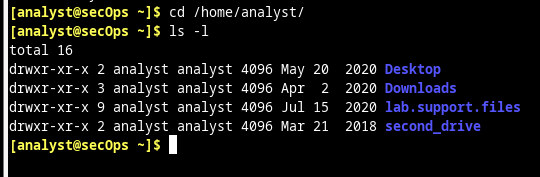 [analyst@secOps ~]$ cd /home/analyst/
[analyst@secOps ~]$ ls -l
total 16
drwxr-xr-x 2 analyst analyst 4096 May 20  2020 Desktop
drwxr-xr-x 3 analyst analyst 4096 Apr  2  2020 Downloads
drwxr-xr-x 9 analyst analyst 4096 Jul 15  2020 lab.support.files
drwxr-xr-x 2 analyst analyst 4096 Mar 21  2018 second_drive
[analyst@secOps ~]$